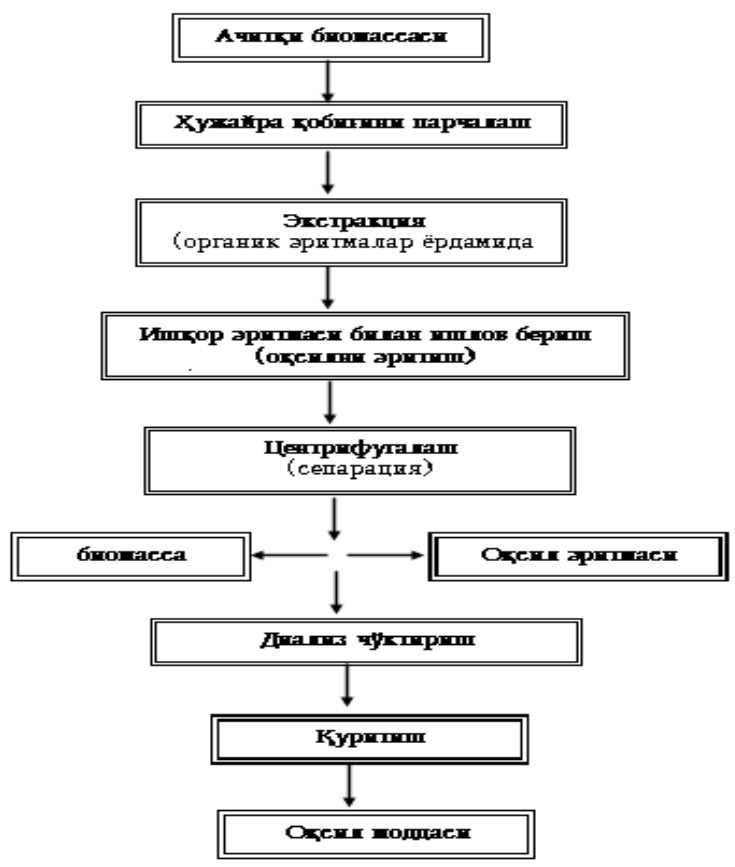 Ачитқи биомассаси
Ҳужайра қобиғини парчалаш
Экстракция
(органик эритмалар ёрдамида
Ишқор эритмаси билан ишлов бериш
(оқсилни эритиш)
Центрифугалаш
(сепарация)
биомасса
Оқсил эритмаси
Диализ чўктириш
Қуритиш
Оқсил моддаси